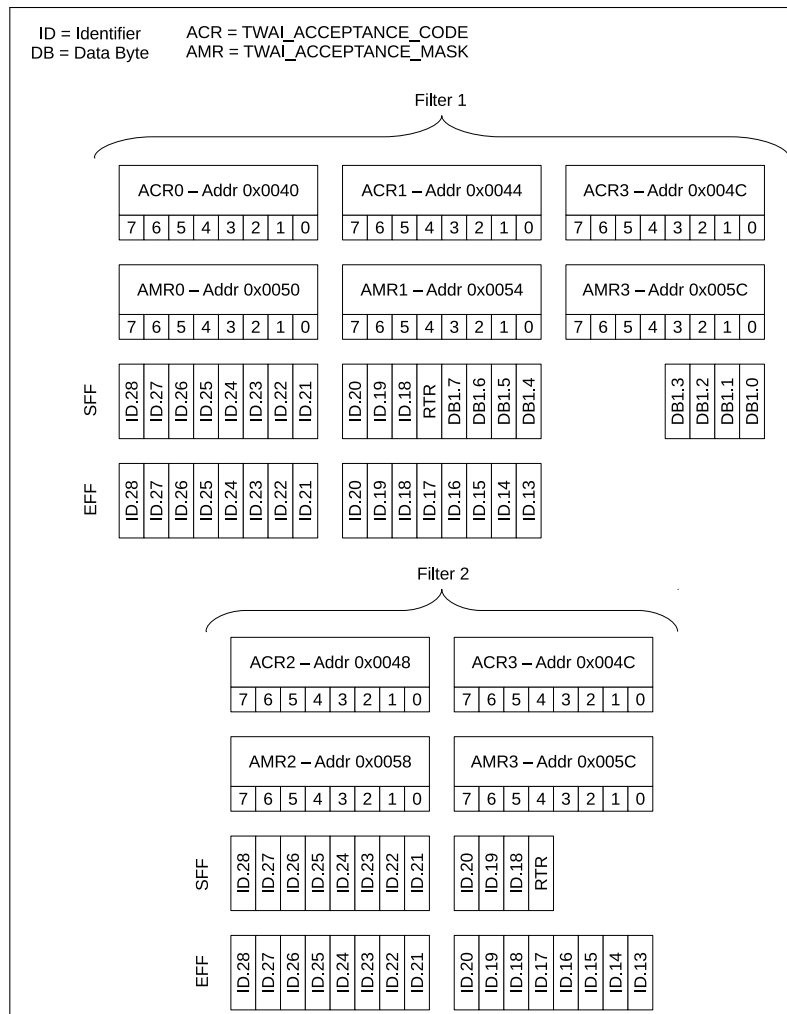 ID = Identifier ACR = TWAI_ACCEPTANCE_CODE
DB = Data Byte AMR = TWAI_ACCEPTANCE_MASK
Filter 1
ACR0 – Addr 0x0040 ACR1 – Addr 0x0044 ACR3 – Addr 0x004C
7 6 5 4 3 2 1 0 7 6 5 4 3 2 1 0 7 6 5 4 3 2 1 0
AMR0 – Addr 0x0050 AMR1 – Addr 0x0054 AMR3 – Addr 0x005C
7 6 5 4 3 2 1 0 7 6 5 4 3 2 1 0 7 6 5 4 3 2 1 0
SFF ID.28 ID.27 ID.26 ID.25 ID.24 ID.23 ID.22 ID.21 ID.20 ID.19 ID.18 RTR DB1.7 DB1.6 DB1.5 DB1.4 DB1.3 DB1.2 DB1.1 DB1.0
EFF ID.28 ID.27 ID.26 ID.25 ID.24 ID.23 ID.22 ID.21 ID.20 ID.19 ID.18 ID.17 ID.16 ID.15 ID.14 ID.13
Filter 2
ACR2 – Addr 0x0048 ACR3 – Addr 0x004C
7 6 5 4 3 2 1 0 7 6 5 4 3 2 1 0
AMR2 – Addr 0x0058 AMR3 – Addr 0x005C
7 6 5 4 3 2 1 0 7 6 5 4 3 2 1 0
SFF ID.28 ID.27 ID.26 ID.25 ID.24 ID.23 ID.22 ID.21 ID.20 ID.19 ID.18 RTR
EFF ID.28 ID.27 ID.26 ID.25 ID.24 ID.23 ID.22 ID.21 ID.20 ID.19 ID.18 ID.17 ID.16 ID.15 ID.14 ID.13